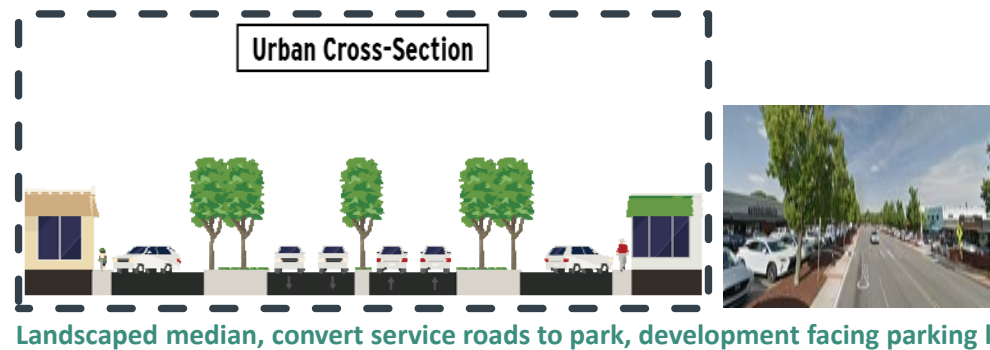 Urban Cross-Section
Landscaped median, convert service roads to park, development facing parking